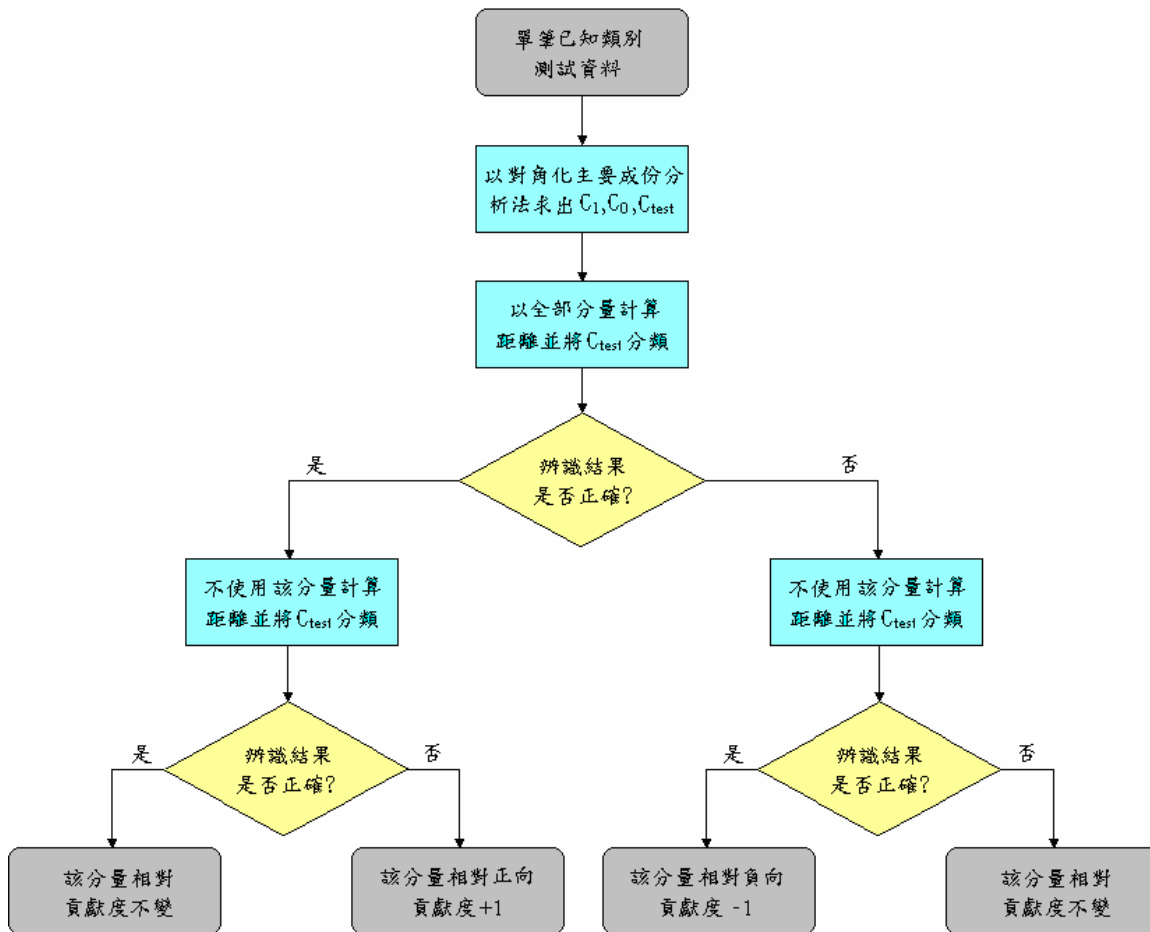 單筆已知類別
測試資料
以對角化主要成份分
析法求出 C₁,C₀,Cₜₑₛₜ
以全部分量計算
距離並將Cₜₑₛₜ 分類
是
否
辨識結果
是否正確?
不使用該分量計算
距離並將Cₜₑₛₜ 分類
不使用該分量計算
距離並將Cₜₑₛₜ 分類
是
否
辨識結果
是否正確?
是
否
辨識結果
是否正確?
該分量相對
貢獻度不變
該分量相對正向
貢獻度+1
該分量相對負向
貢獻度 -1
該分量相對
貢獻度不變